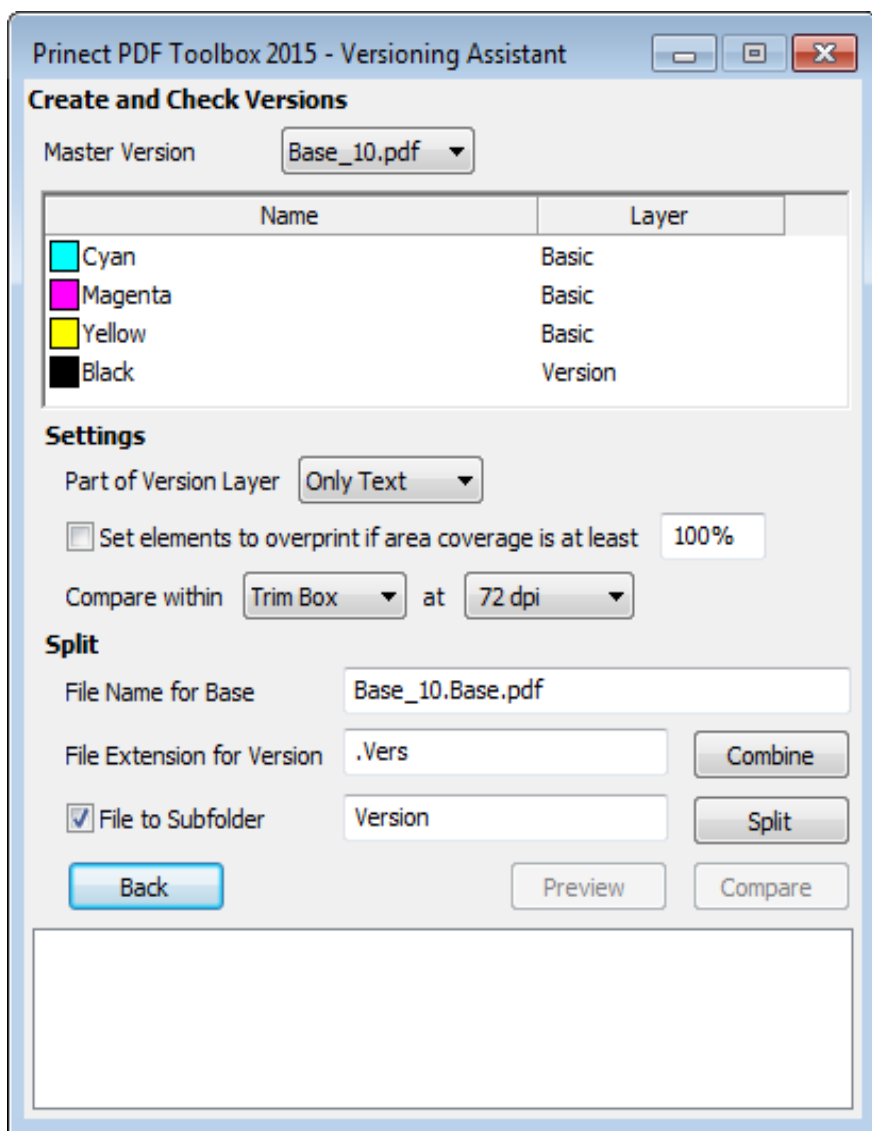 Prinect PDF Toolbox 2015 - Versioning Assistant
Create and Check Versions
Master Version Base_10.pdf
Name Layer
Cyan Basic
Magenta Basic
Yellow Basic
Black Version
Settings
Part of Version Layer Only Text
Set elements to overprint if area coverage is at least 100%
Compare within Trim Box at 72 dpi
Split
File Name for Base Base_10.Base.pdf
File Extension for Version .Vers Combine
File to Subfolder Version Split
Back Preview Compare